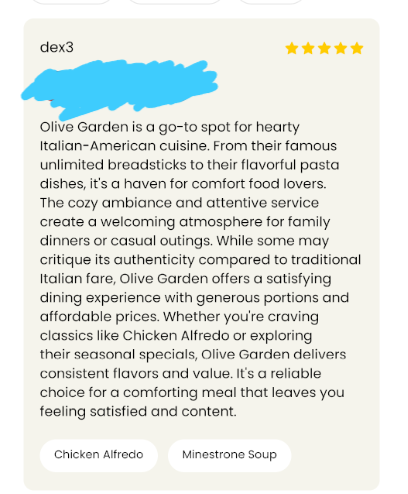 dex3
Olive Garden is a go-to spot for hearty
Italian-American cuisine. From their famous
unlimited breadsticks to their flavorful pasta
dishes, it's a haven for comfort food lovers.
The cozy ambiance and attentive service
create a welcoming atmosphere for family
dinners or casual outings. While some may
critique its authenticity compared to traditional
Italian fare, Olive Garden offers a satisfying
dining experience with generous portions and
affordable prices. Whether you're craving
classics like Chicken Alfredo or exploring
their seasonal specials, Olive Garden delivers
consistent flavors and value. It's a reliable
choice for a comforting meal that leaves you
feeling satisfied and content.
Chicken Alfredo Minestrone Soup